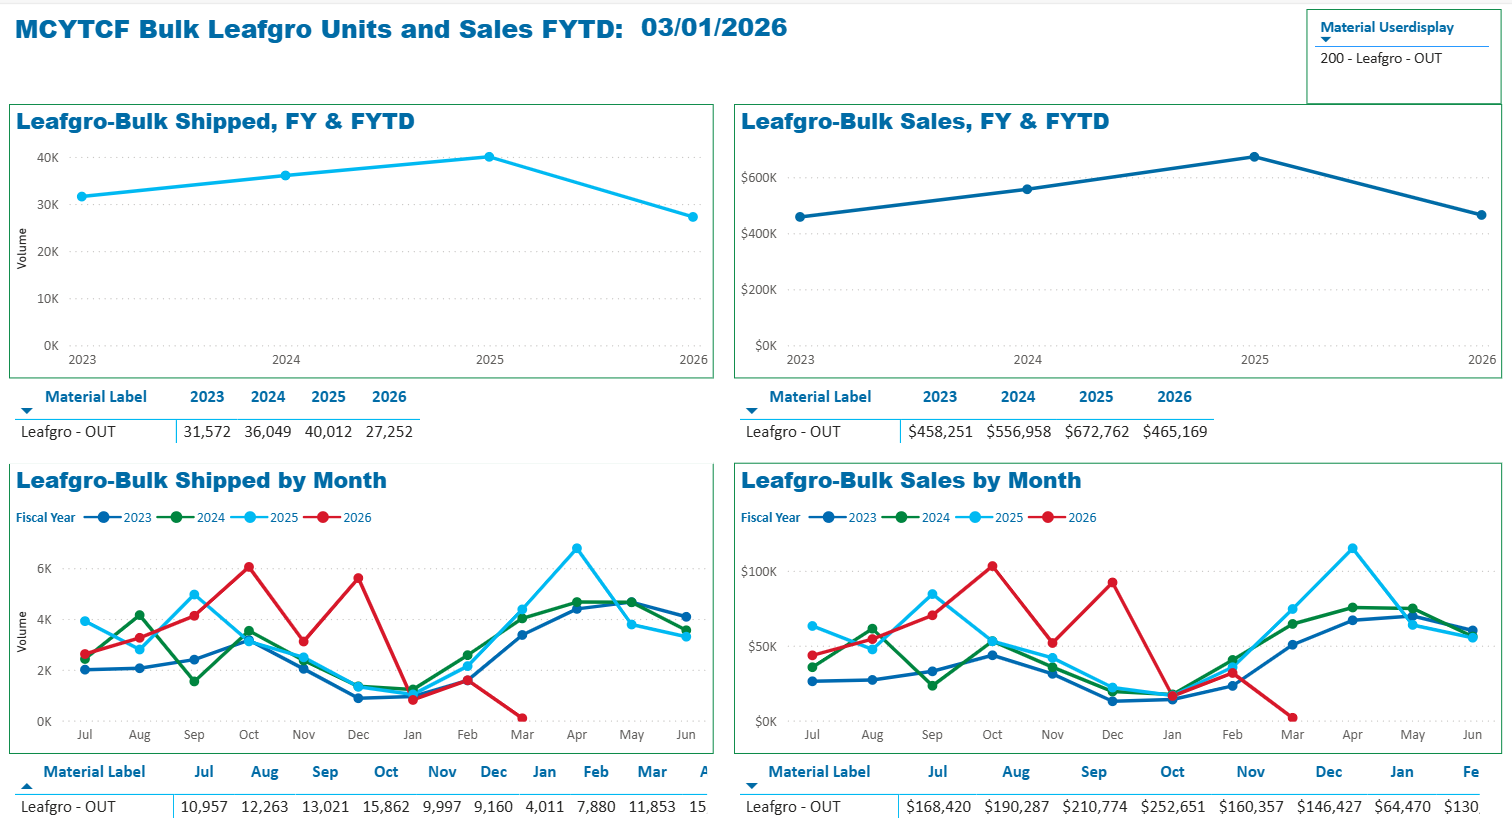 MCYTCF Bulk Leafgro Units and Sales FYTD: 03/01/2026
Material Userdisplay
200 - Leafgro - OUT
Leafgro-Bulk Shipped, FY & FYTD
40K
30K
20K
10K
0K
Volume
2023 2024 2025 2026
Material Label 2023 2024 2025 2026
Leafgro - OUT 31,572 36,049 40,012 27,252
Leafgro-Bulk Sales, FY & FYTD
$600K
$400K
$200K
$0K
2023 2024 2025 2026
Material Label 2023 2024 2025 2026
Leafgro - OUT $458,251 $556,958 $672,762 $465,169
Leafgro-Bulk Shipped by Month
Fiscal Year 2023 2024 2025 2026
6K
4K
2K
0K
Volume
Jul Aug Sep Oct Nov Dec Jan Feb Mar Apr May Jun
Material Label Jul Aug Sep Oct Nov Dec Jan Feb Mar A
Leafgro - OUT 10,957 12,263 13,021 15,862 9,997 9,160 4,011 7,880 11,853 15
Leafgro-Bulk Sales by Month
Fiscal Year 2023 2024 2025 2026
$100K
$50K
$0K
Jul Aug Sep Oct Nov Dec Jan Feb Mar Apr May Jun
Material Label Jul Aug Sep Oct Nov Dec Jan Fe
Leafgro - OUT $168,420 $190,287 $210,774 $252,651 $160,357 $146,427 $64,470 $130